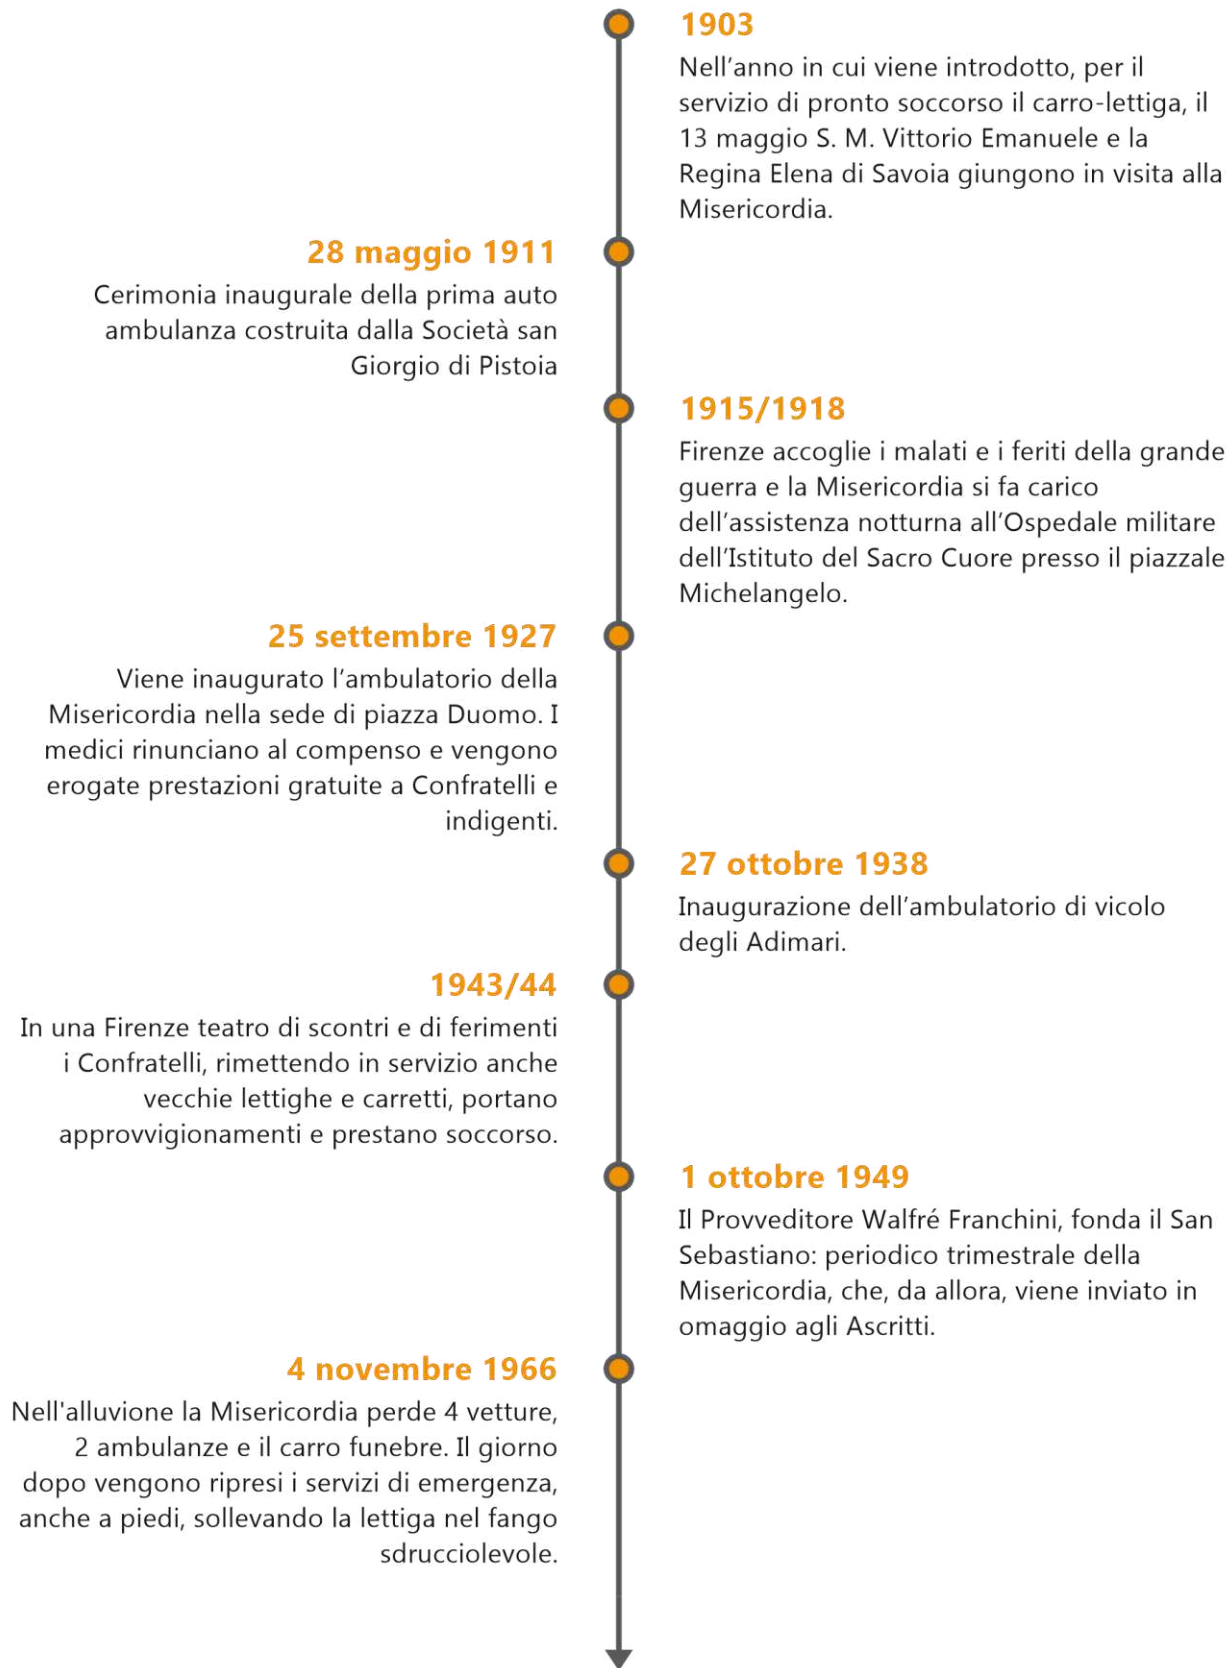 1903
Nell'anno in cui viene introdotto, per il
servizio di pronto soccorso il carro-lettiga, il
13 maggio S. M. Vittorio Emanuele e la
Regina Elena di Savoia giungono in visita alla
Misericordia.
28 maggio 1911
Cerimonia inaugurale della prima auto
ambulanza costruita dalla Società san
Giorgio di Pistoia
1915/1918
Firenze accoglie i malati e i feriti della grande
guerra e la Misericordia si fa carico
dell'assistenza notturna all'Ospedale militare
dell'Istituto del Sacro Cuore presso il piazzale
Michelangelo.
25 settembre 1927
Viene inaugurato l'ambulatorio della
Misericordia nella sede di piazza Duomo. I
medici rinunciano al compenso e vengono
erogate prestazioni gratuite a Confratelli e
indigenti.
27 ottobre 1938
Inaugurazione dell'ambulatorio di vicolo
degli Adimari.
1943/44
In una Firenze teatro di scontri e di ferimenti
i Confratelli, rimettendo in servizio anche
vecchie lettighe e carretti, portano
approvvigionamenti e prestano soccorso.
1 ottobre 1949
Il Provveditore Walfré Franchini, fonda il San
Sebastiano: periodico trimestrale della
Misericordia, che, da allora, viene inviato in
omaggio agli Ascritti.
4 novembre 1966
Nell'alluvione la Misericordia perde 4 vetture,
2 ambulanze e il carro funebre. Il giorno
dopo vengono ripresi i servizi di emergenza,
anche a piedi, sollevando la lettiga nel fango
sdrucciolevole.